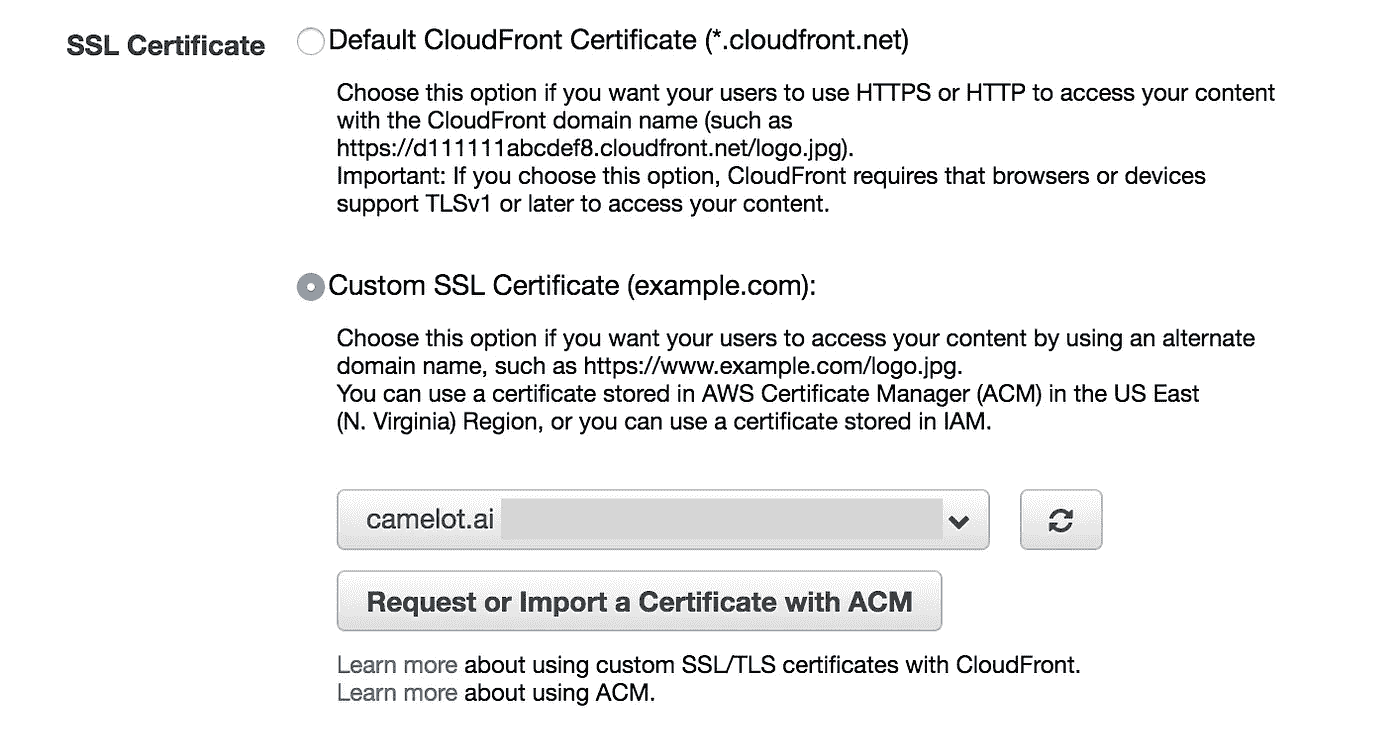 SSL Certificate
Default CloudFront Certificate (*.cloudfront.net)
Choose this option if you want your users to use HTTPS or HTTP to access your content
with the CloudFront domain name (such as
https://d111111abcdef8.cloudfront.net/logo.jpg).
Important: If you choose this option, CloudFront requires that browsers or devices
support TLSv1 or later to access your content.
Custom SSL Certificate (example.com):
Choose this option if you want your users to access your content by using an alternate
domain name, such as https://www.example.com/logo.jpg.
You can use a certificate stored in AWS Certificate Manager (ACM) in the US East
(N. Virginia) Region, or you can use a certificate stored in IAM.
camelot.ai
Request or Import a Certificate with ACM
Learn more about using custom SSL/TLS certificates with CloudFront.
Learn more about using ACM.